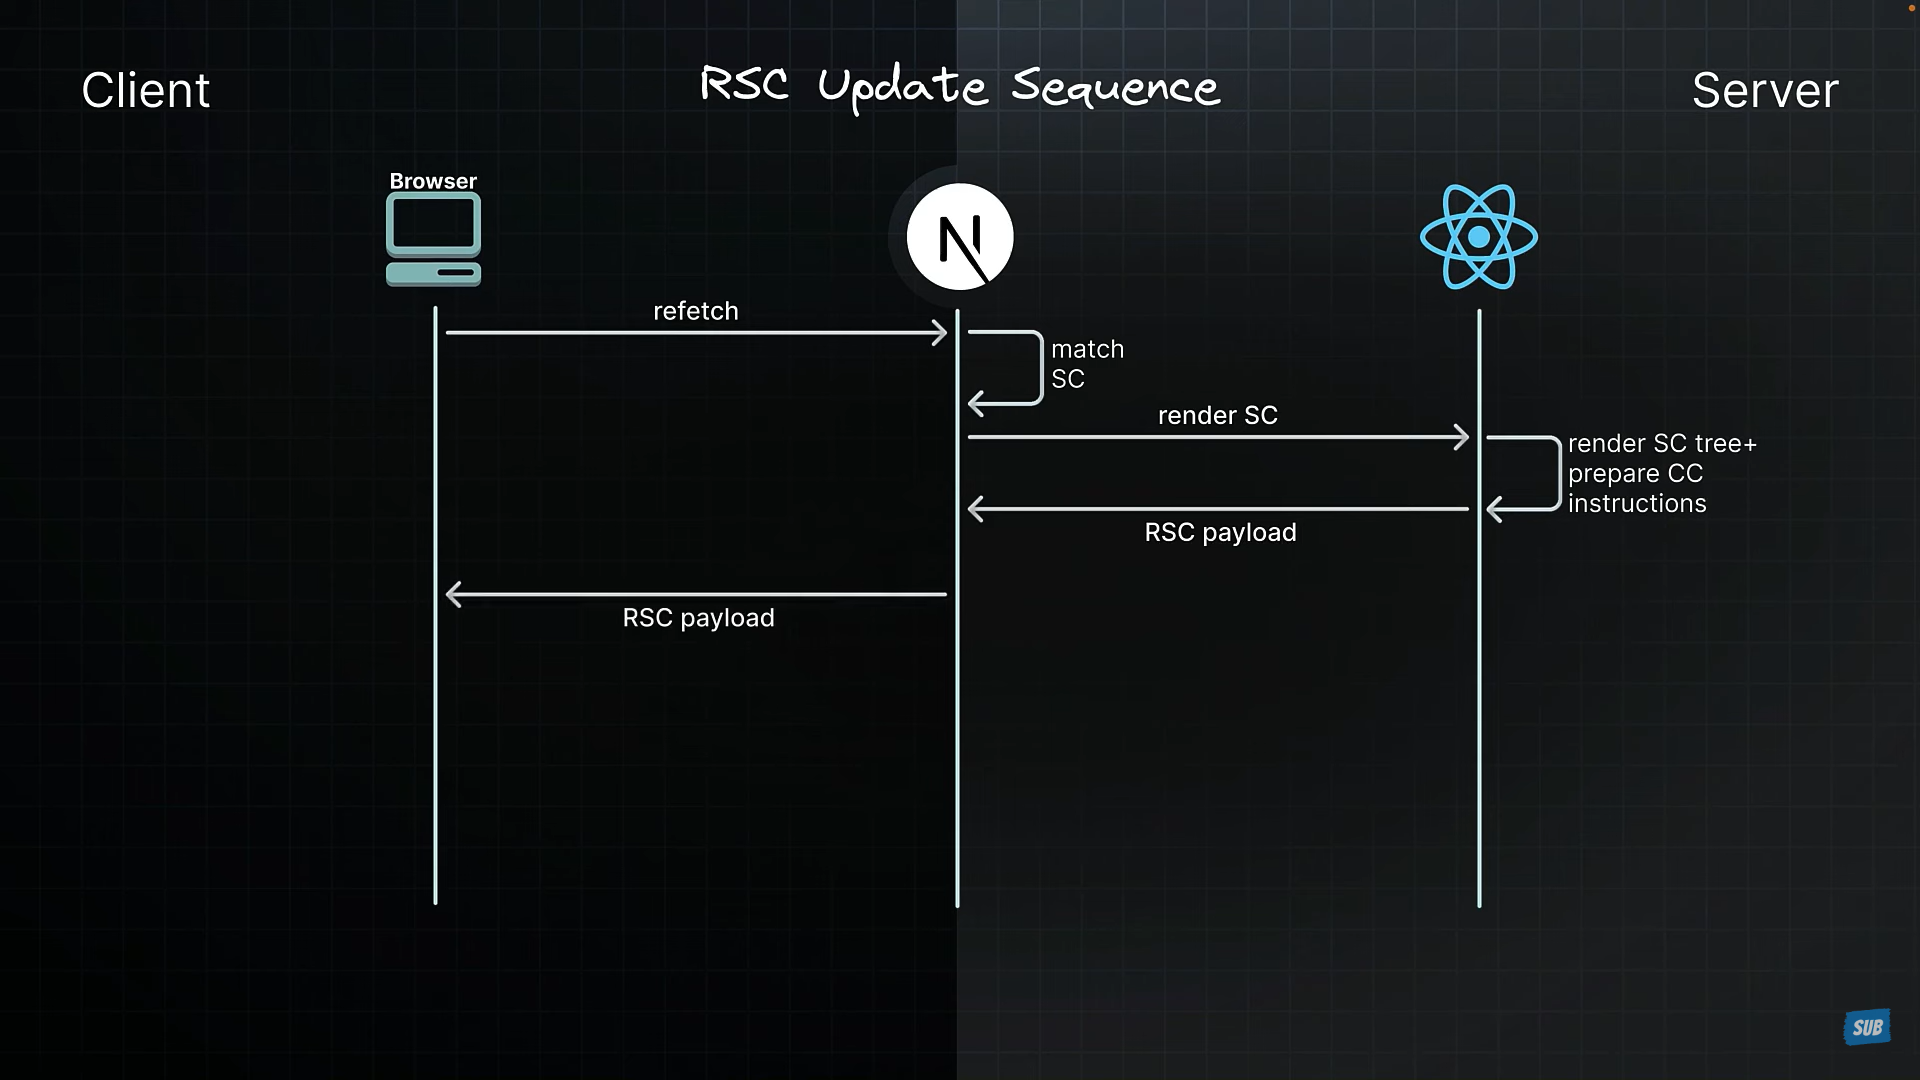 Client
RSC Update Sequence
Server
Browser
N
refetch
match
SC
render SC
render SC tree+
prepare CC
instructions
RSC payload
RSC payload
SUB